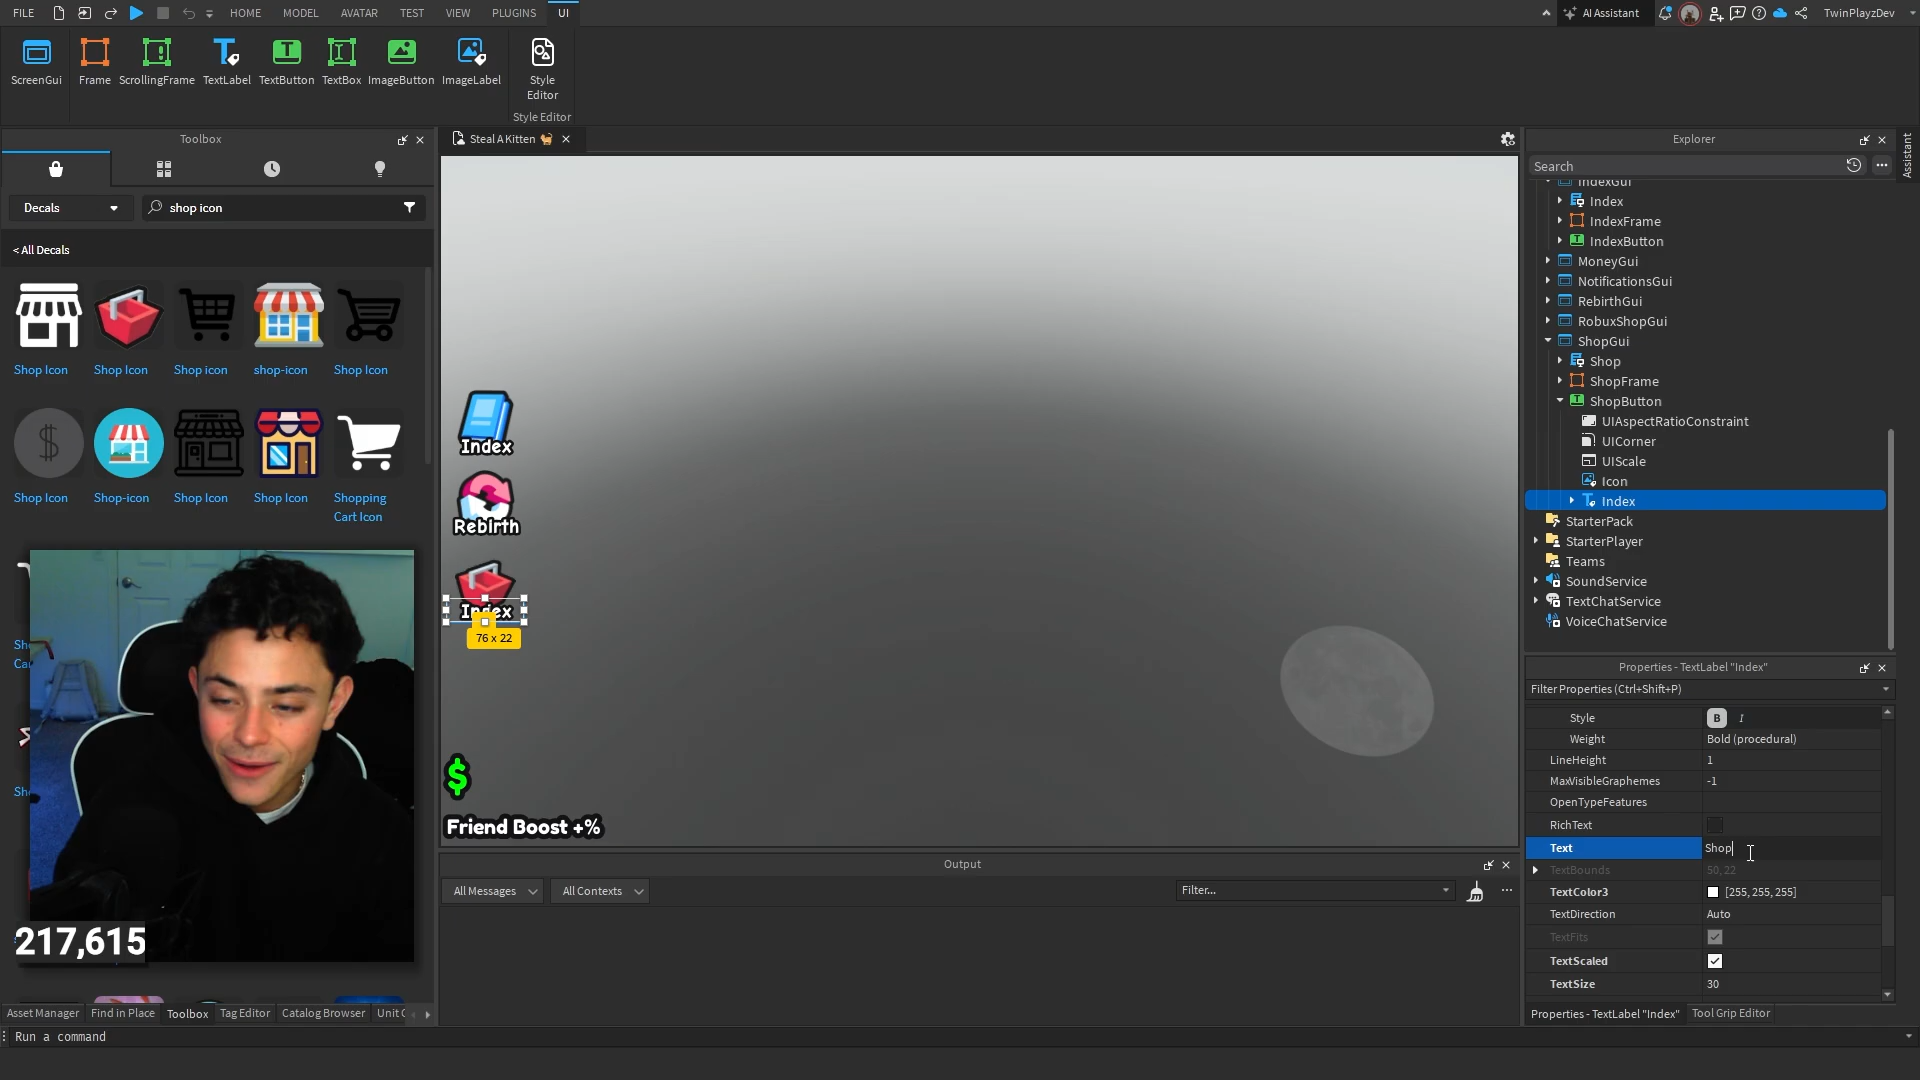 FILE
HOME
MODEL
AVATAR
TEST
VIEW
PLUGINS
UI
AI Assistant
TwinPlayzDev
ScreenGui
Frame
ScrollingFrame
TextLabel
TextButton
TextBox
ImageButton
ImageLabel
Style
Editor
Style Editor
Toolbox
Decals
shop icon
< All Decals
Shop Icon
Shop Icon
Shop icon
shop-icon
Shop Icon
Shop Icon
Shop-icon
Shop Icon
Shop Icon
Shopping
Cart Icon
217,615
Asset Manager
Find in Place
Toolbox
Tag Editor
Catalog Browser
Run a command
Steal A Kitten
Index
Rebirth
Index
76 x 22
$
Friend Boost +%
Output
All Messages
All Contexts
Filter...
Explorer
Assistant
Search
IndexGui
Index
IndexFrame
IndexButton
MoneyGui
NotificationsGui
RebirthGui
RobuxShopGui
ShopGui
Shop
ShopFrame
ShopButton
UIAspectRatioConstraint
UICorner
UIScale
Icon
Index
StarterPack
StarterPlayer
Teams
SoundService
TextChatService
VoiceChatService
Properties - TextLabel "Index"
Filter Properties (Ctrl+Shift+P)
Style B I
Weight Bold (procedural)
LineHeight 1
MaxVisibleGraphemes -1
OpenTypeFeatures
RichText
Text Shop
TextBounds 50, 22
TextColor3 [255, 255, 255]
TextDirection Auto
TextFits
TextScaled
TextSize 30
Properties - TextLabel "Index"
Tool Grip Editor